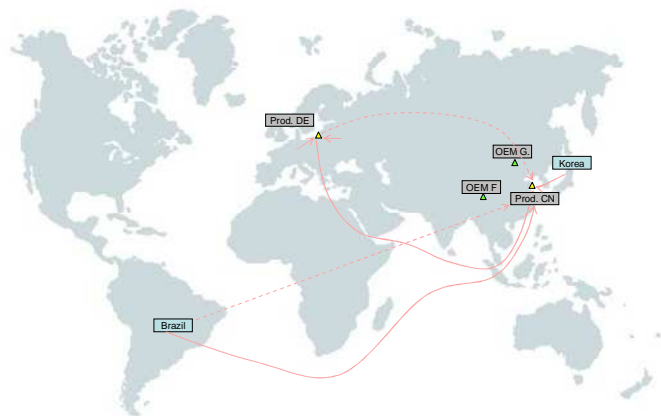 Prod. DE
OEM G.
Korea
OEM F
Prod. CN
Brazil